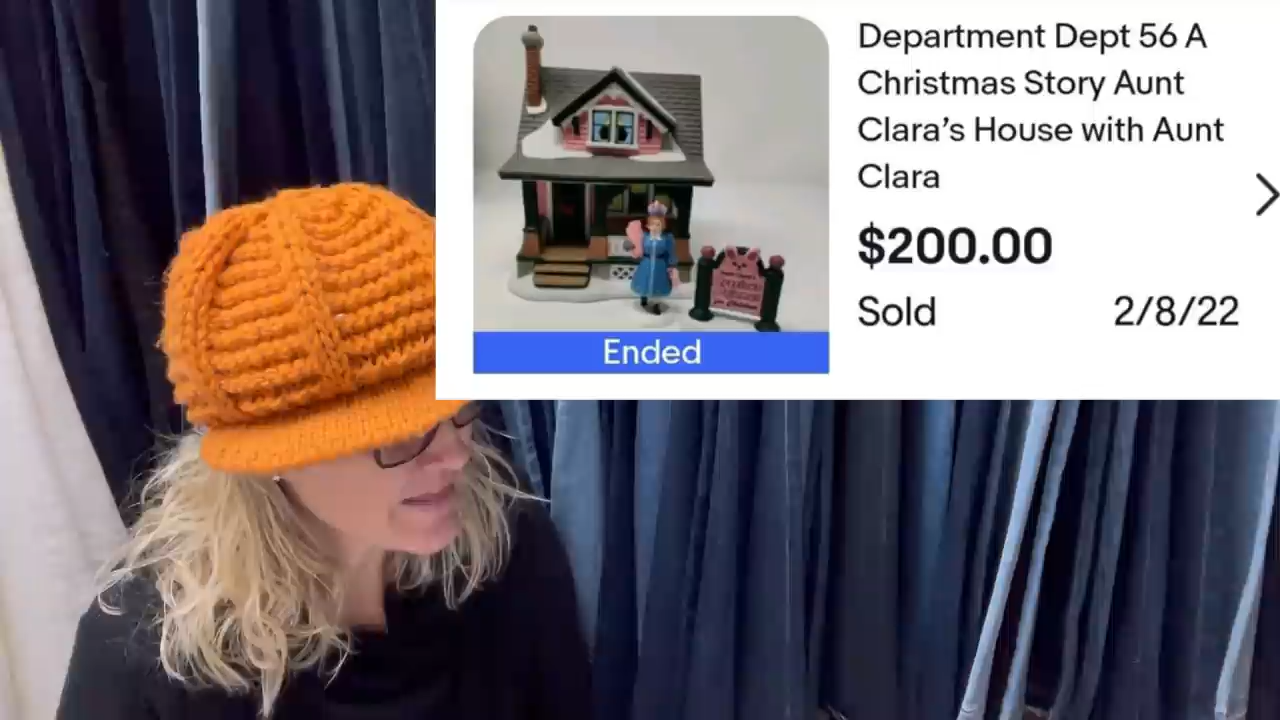 Department Dept 56 A
Christmas Story Aunt
Clara's House with Aunt
Clara
$200.00
Sold 2/8/22
Ended